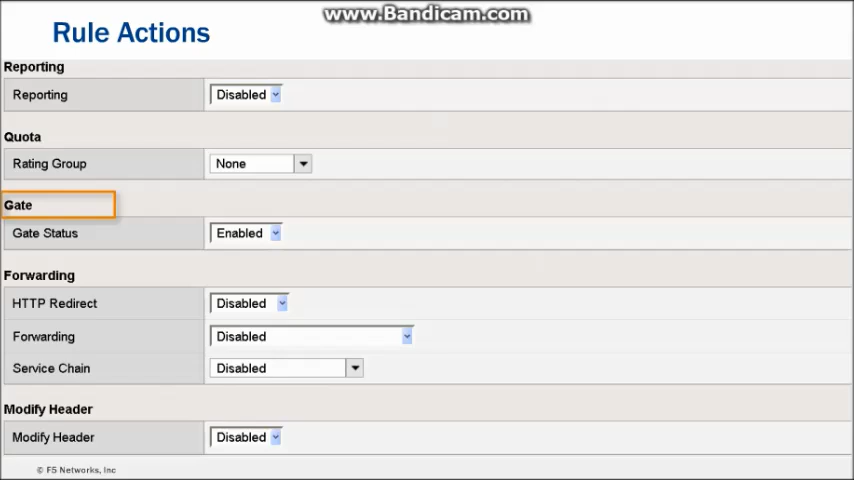 www.Bandicam.com
Rule Actions
Reporting
Reporting Disabled
Quota
Rating Group None
Gate
Gate Status Enabled
Forwarding
HTTP Redirect Disabled
Forwarding Disabled
Service Chain Disabled
Modify Header
Modify Header Disabled
© F5 Networks, Inc